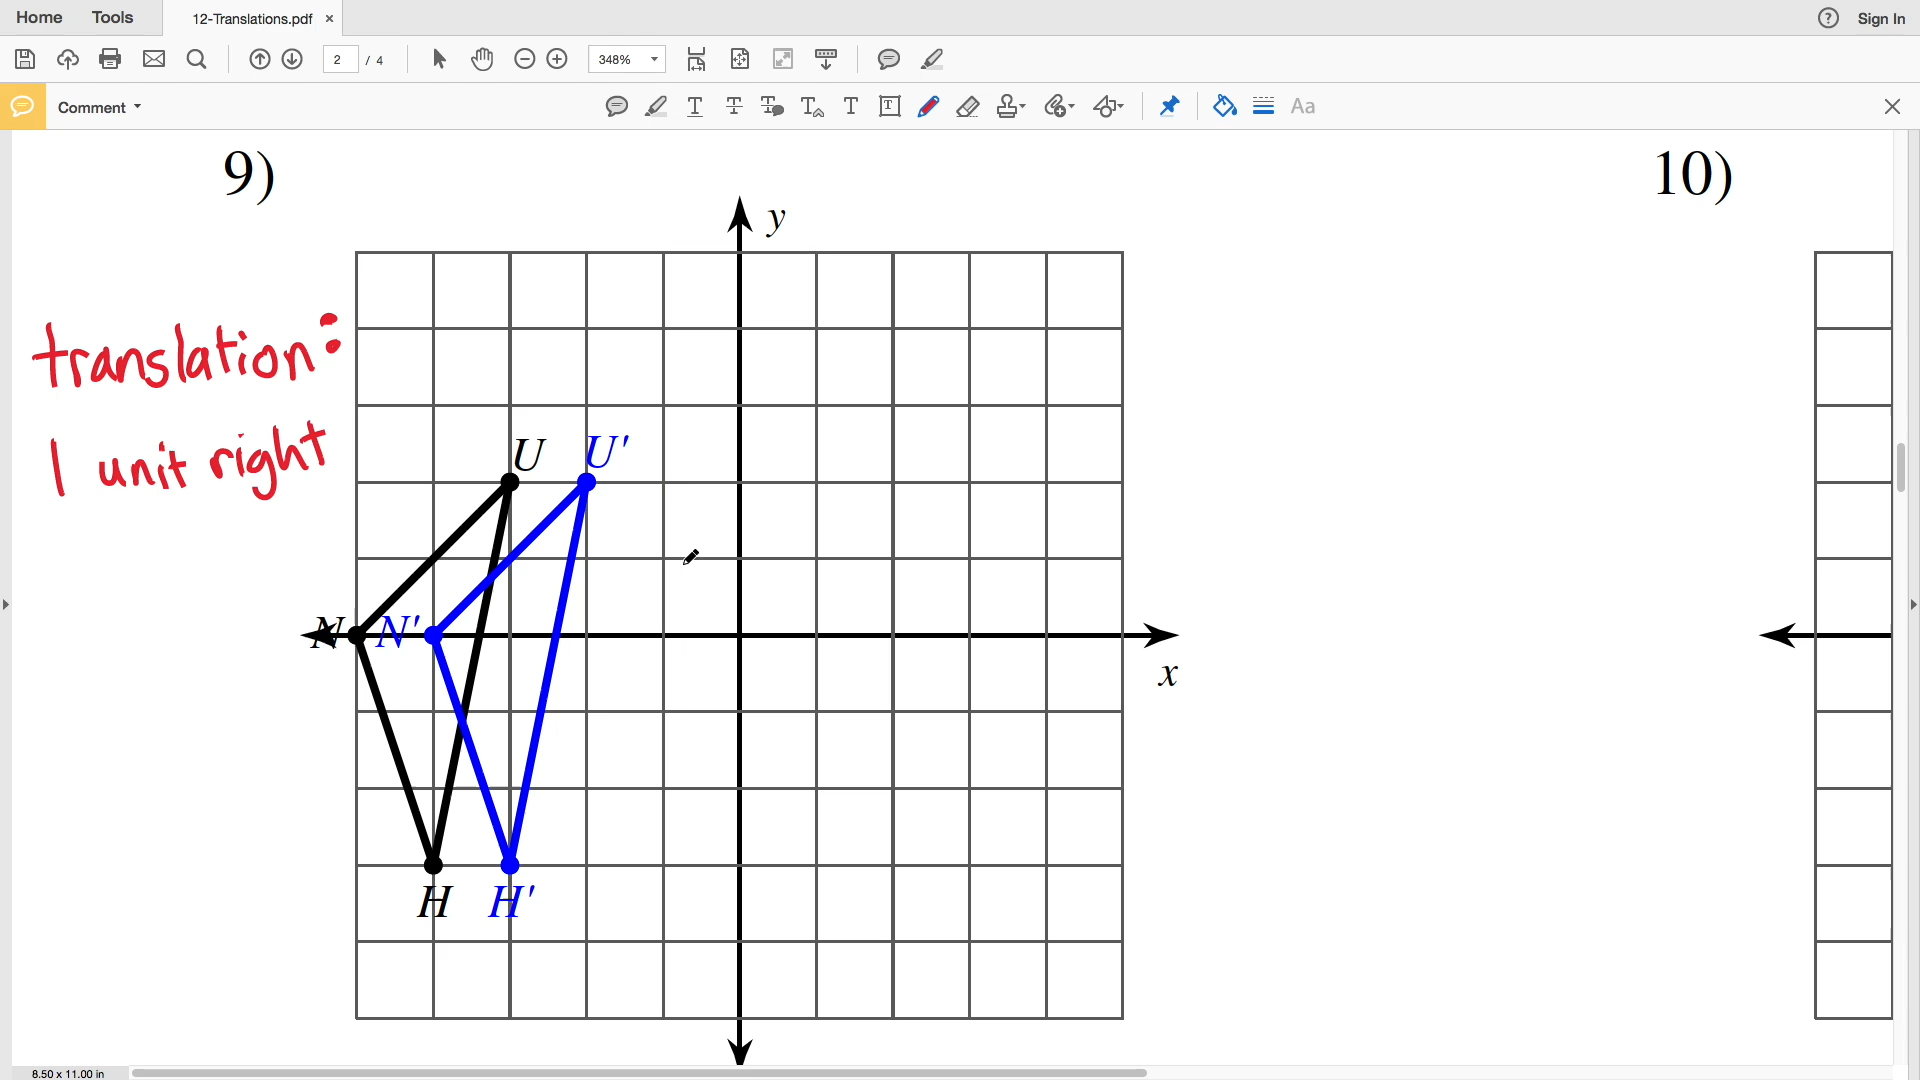 Home Tools 12-Translations.pdf × ? Sign In
2 / 4 348%
Comment T T T T T T Aa
9) 10)
y
translation:
1 unit right
U U′
N N′
x
H H′
8.50 x 11.00 in